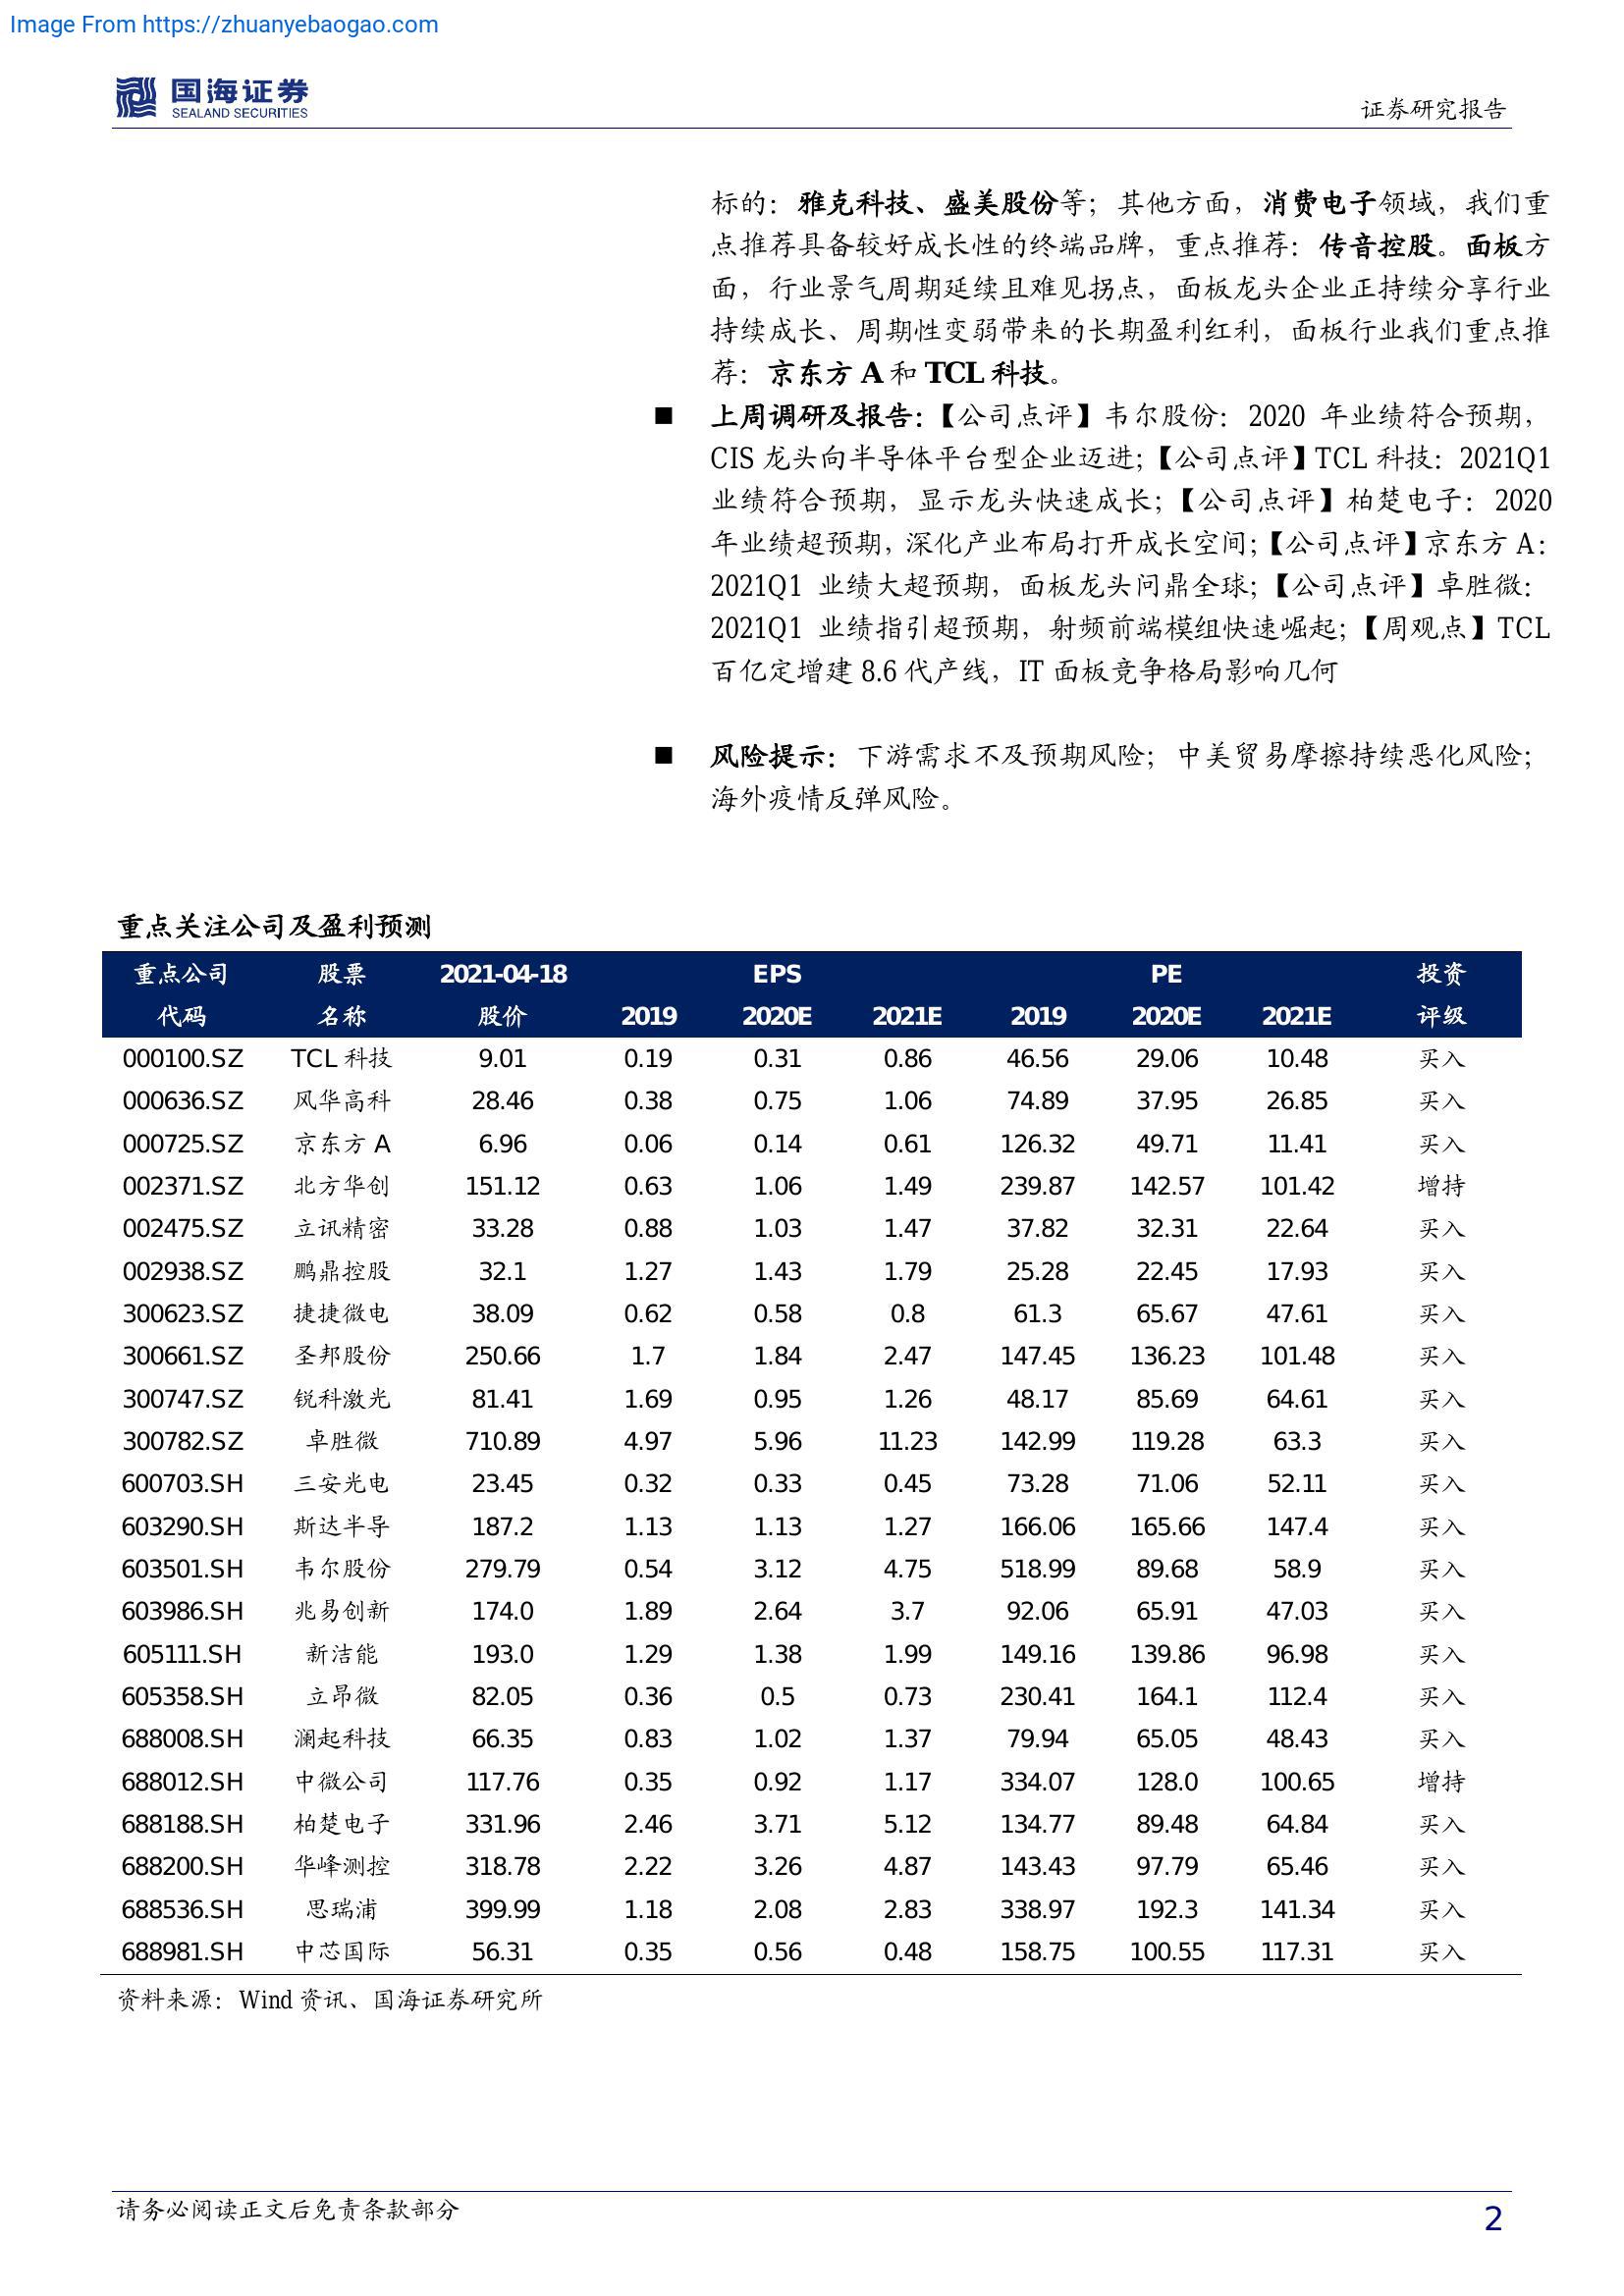 Image From https://zhuanyebaogao.com
国海证券
SEALAND SECURITIES
证券研究报告
标的：雅克科技、盛美股份等；其他方面，消费电子领域，我们重
点推荐具备较好成长性的终端品牌，重点推荐：传音控股。面板方
面，行业景气周期延续且难见拐点，面板龙头企业正持续分享行业
持续成长、周期性变弱带来的长期盈利红利，面板行业我们重点推
荐：京东方 A 和 TCL 科技。
■ 上周调研及报告：【公司点评】韦尔股份：2020 年业绩符合预期，
CIS 龙头向半导体平台型企业迈进；【公司点评】TCL 科技：2021Q1
业绩符合预期，显示龙头快速成长；【公司点评】柏楚电子：2020
年业绩超预期，深化产业布局打开成长空间；【公司点评】京东方 A：
2021Q1 业绩大超预期，面板龙头问鼎全球；【公司点评】卓胜微：
2021Q1 业绩指引超预期，射频前端模组快速崛起；【周观点】TCL
百亿定增建 8.6 代产线，IT 面板竞争格局影响几何
■ 风险提示：下游需求不及预期风险；中美贸易摩擦持续恶化风险；
海外疫情反弹风险。
重点关注公司及盈利预测
重点公司 股票 2021-04-18 EPS PE 投资
代码 名称 股价 2019 2020E 2021E 2019 2020E 2021E 评级
000100.SZ TCL 科技 9.01 0.19 0.31 0.86 46.56 29.06 10.48 买入
000636.SZ 风华高科 28.46 0.38 0.75 1.06 74.89 37.95 26.85 买入
000725.SZ 京东方 A 6.96 0.06 0.14 0.61 126.32 49.71 11.41 买入
002371.SZ 北方华创 151.12 0.63 1.06 1.49 239.87 142.57 101.42 增持
002475.SZ 立讯精密 33.28 0.88 1.03 1.47 37.82 32.31 22.64 买入
002938.SZ 鹏鼎控股 32.1 1.27 1.43 1.79 25.28 22.45 17.93 买入
300623.SZ 捷捷微电 38.09 0.62 0.58 0.8 61.3 65.67 47.61 买入
300661.SZ 圣邦股份 250.66 1.7 1.84 2.47 147.45 136.23 101.48 买入
300747.SZ 锐科激光 81.41 1.69 0.95 1.26 48.17 85.69 64.61 买入
300782.SZ 卓胜微 710.89 4.97 5.96 11.23 142.99 119.28 63.3 买入
600703.SH 三安光电 23.45 0.32 0.33 0.45 73.28 71.06 52.11 买入
603290.SH 斯达半导 187.2 1.13 1.13 1.27 166.06 165.66 147.4 买入
603501.SH 韦尔股份 279.79 0.54 3.12 4.75 518.99 89.68 58.9 买入
603986.SH 兆易创新 174.0 1.89 2.64 3.7 92.06 65.91 47.03 买入
605111.SH 新洁能 193.0 1.29 1.38 1.99 149.16 139.86 96.98 买入
605358.SH 立昂微 82.05 0.36 0.5 0.73 230.41 164.1 112.4 买入
688008.SH 澜起科技 66.35 0.83 1.02 1.37 79.94 65.05 48.43 买入
688012.SH 中微公司 117.76 0.35 0.92 1.17 334.07 128.0 100.65 增持
688188.SH 柏楚电子 331.96 2.46 3.71 5.12 134.77 89.48 64.84 买入
688200.SH 华峰测控 318.78 2.22 3.26 4.87 143.43 97.79 65.46 买入
688536.SH 思瑞浦 399.99 1.18 2.08 2.83 338.97 192.3 141.34 买入
688981.SH 中芯国际 56.31 0.35 0.56 0.48 158.75 100.55 117.31 买入
资料来源：Wind 资讯、国海证券研究所
请务必阅读正文后免责条款部分
2